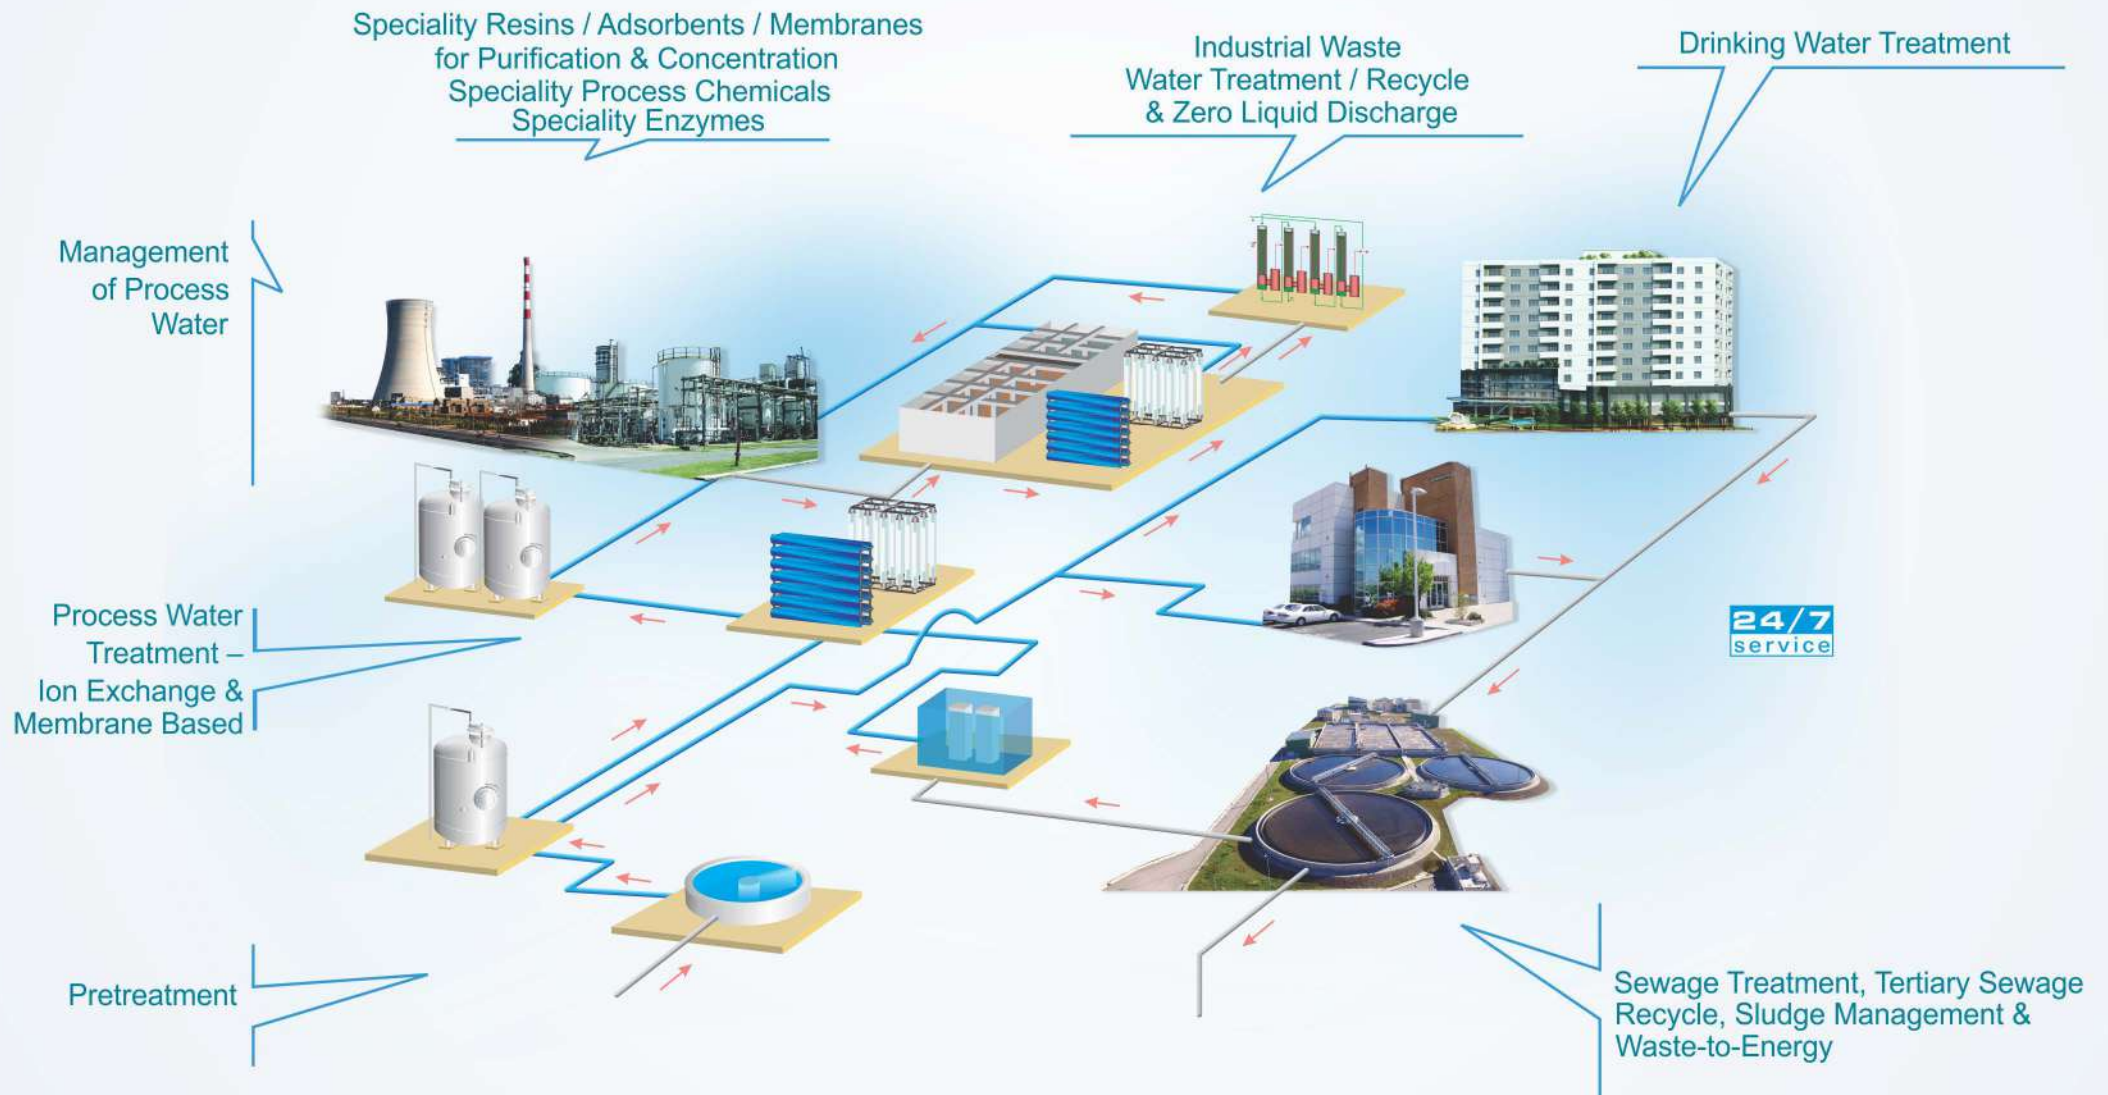 Speciality Resins / Adsorbents / Membranes
for Purification & Concentration
Speciality Process Chemicals
Speciality Enzymes
Industrial Waste
Water Treatment / Recycle
& Zero Liquid Discharge
Drinking Water Treatment
Management
of Process
Water
Process Water
Treatment –
Ion Exchange &
Membrane Based
24/7
service
Pretreatment
Sewage Treatment, Tertiary Sewage
Recycle, Sludge Management &
Waste-to-Energy